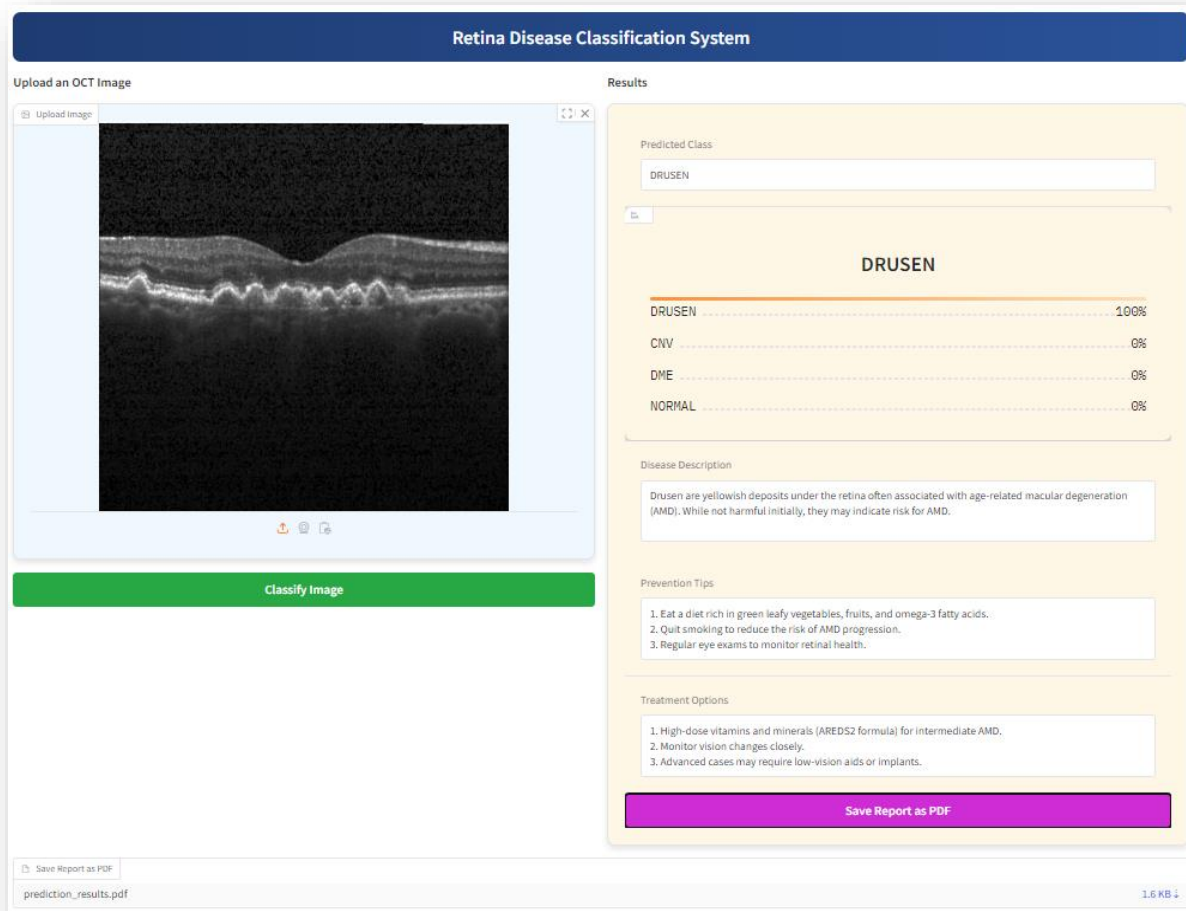 Retina Disease Classification System
Upload an OCT Image
Upload Image
Classify Image
Results
Predicted Class
DRUSEN
DRUSEN
DRUSEN 100%
CNV 0%
DME 0%
NORMAL 0%
Disease Description
Drusen are yellowish deposits under the retina often associated with age-related macular degeneration
(AMD). While not harmful initially, they may indicate risk for AMD.
Prevention Tips
1. Eat a diet rich in green leafy vegetables, fruits, and omega-3 fatty acids.
2. Quit smoking to reduce the risk of AMD progression.
3. Regular eye exams to monitor retinal health.
Treatment Options
1. High-dose vitamins and minerals (AREDS2 formula) for intermediate AMD.
2. Monitor vision changes closely.
3. Advanced cases may require low-vision aids or implants.
Save Report as PDF
Save Report as PDF
prediction_results.pdf 1.6 KB ↓